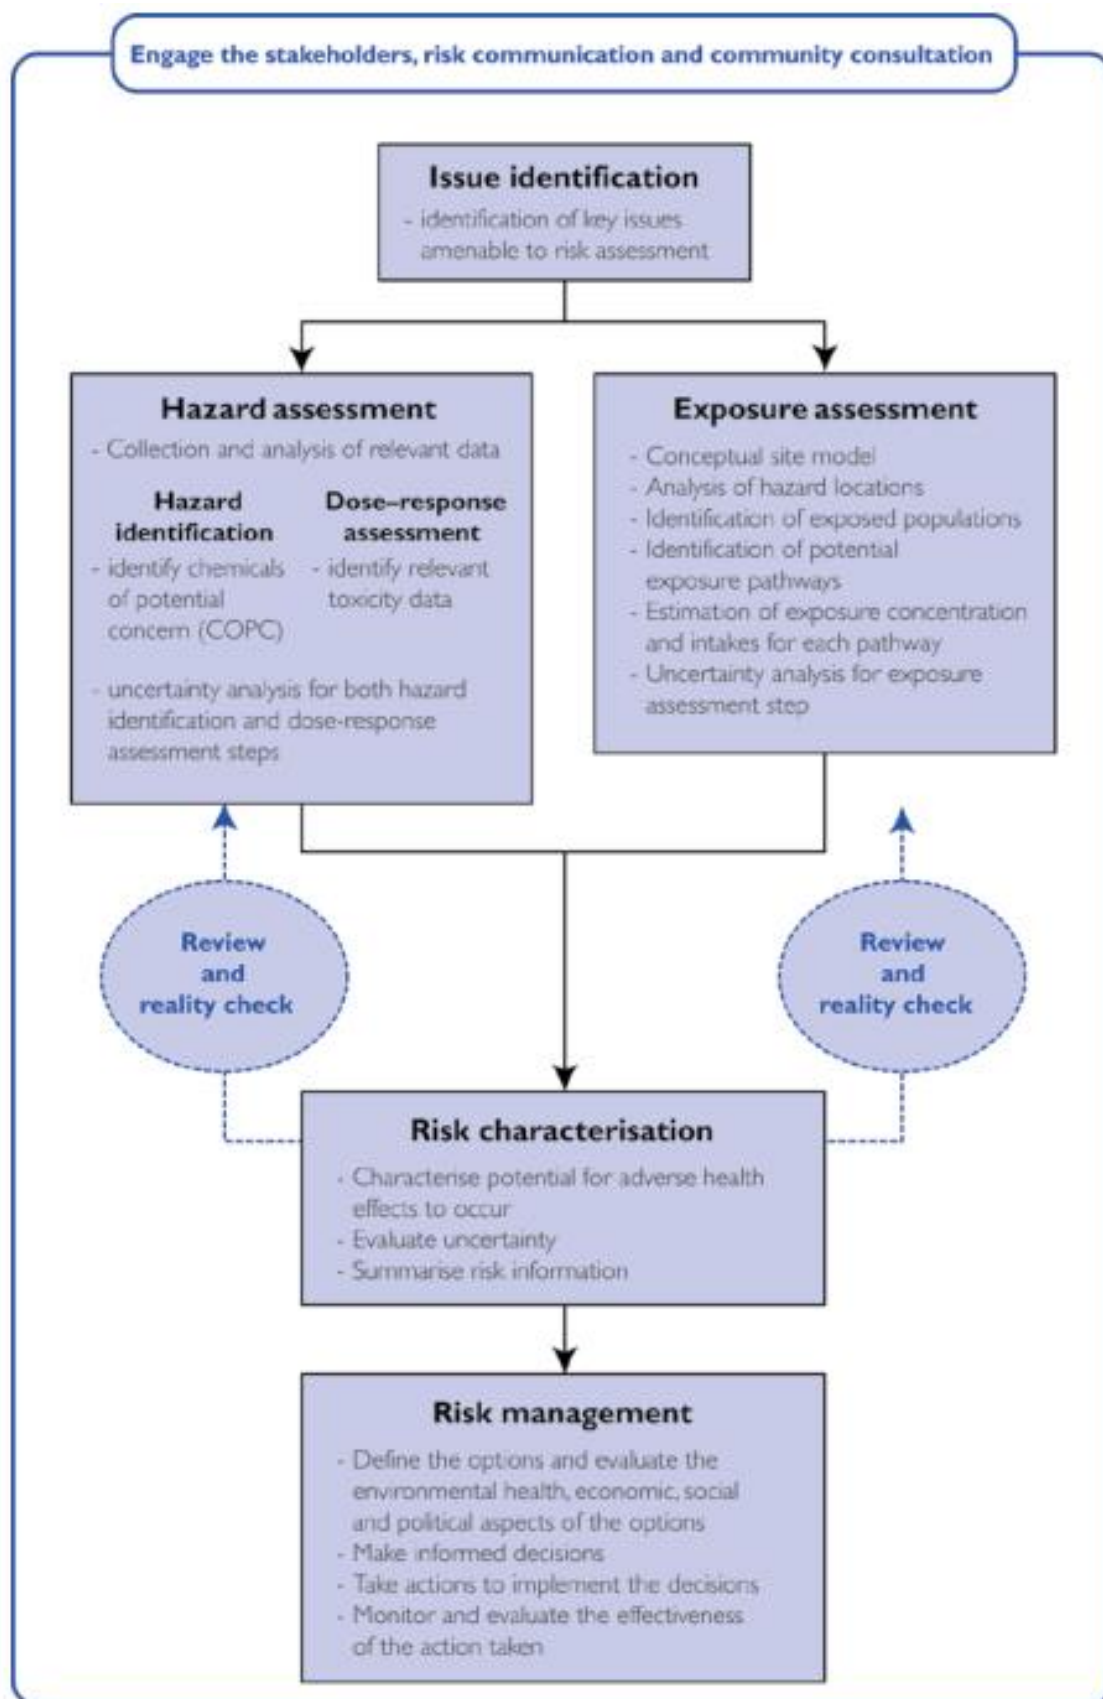 Engage the stakeholders, risk communication and community consultation
Issue identification
- identification of key issues
amenable to risk assessment
Hazard assessment
- Collection and analysis of relevant data
Hazard
identification
- identify chemicals
of potential
concern (COPC)
Dose–response
assessment
- identify relevant
toxicity data
- uncertainty analysis for both hazard
identification and dose-response
assessment steps
Exposure assessment
- Conceptual site model
- Analysis of hazard locations
- Identification of exposed populations
- Identification of potential
exposure pathways
- Estimation of exposure concentration
and intakes for each pathway
- Uncertainty analysis for exposure
assessment step
Review
and
reality check
Review
and
reality check
Risk characterisation
- Characterise potential for adverse health
effects to occur
- Evaluate uncertainty
- Summarise risk information
Risk management
- Define the options and evaluate the
environmental health, economic, social
and political aspects of the options
- Make informed decisions
- Take actions to implement the decisions
- Monitor and evaluate the effectiveness
of the action taken